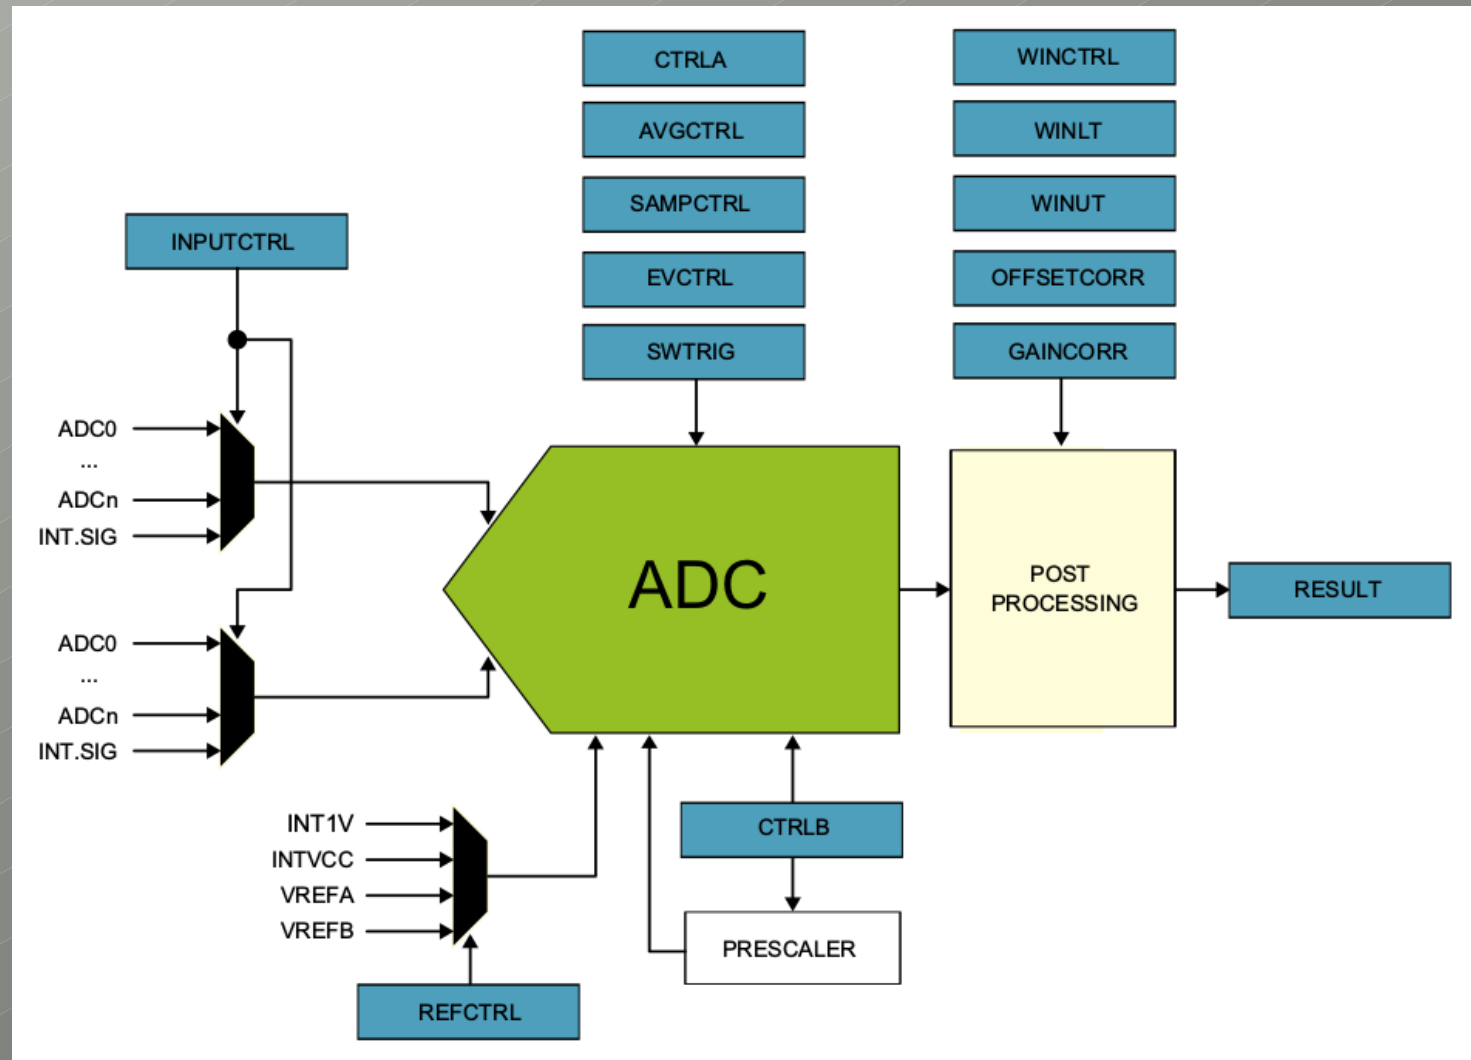 CTRLA
AVGCTRL
SAMPCTRL
EVCTRL
SWTRIG
WINCTRL
WINLT
WINUT
OFFSETCORR
GAINCORR
INPUTCTRL
ADC0
...
ADCn
INT.SIG
ADC0
...
ADCn
INT.SIG
ADC
POST
PROCESSING
RESULT
INT1V
INTVCC
VREFA
VREFB
REFCTRL
CTRLB
PRESCALER